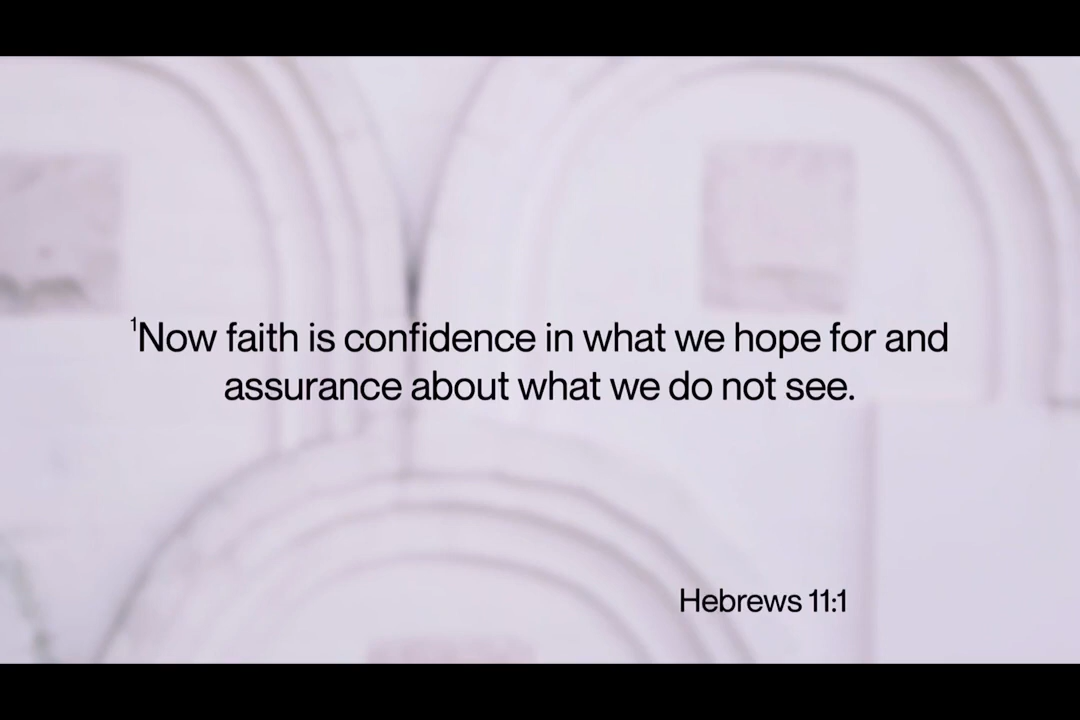 ¹Now faith is confidence in what we hope for and
assurance about what we do not see.
Hebrews 11:1